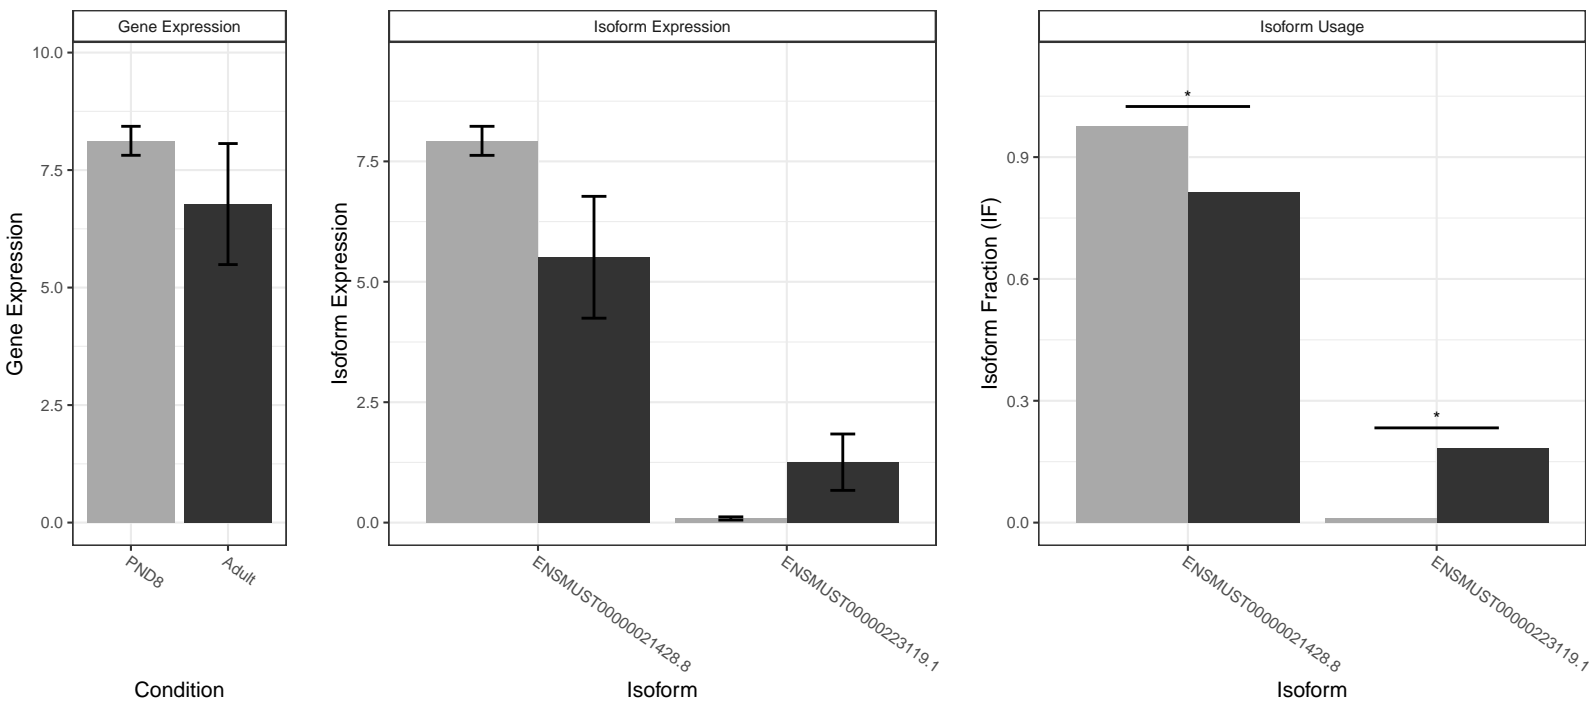 Gene Expression
Isoform Expression
Isoform Usage
Gene Expression
10.0
7.5
5.0
2.5
0.0
PND8
Adult
Condition
Isoform Expression
7.5
5.0
2.5
0.0
ENSMUST00000021428.8
ENSMUST00000223119.1
Isoform
Isoform Fraction (IF)
0.9
0.6
0.3
0.0
*
*
ENSMUST00000021428.8
ENSMUST00000223119.1
Isoform